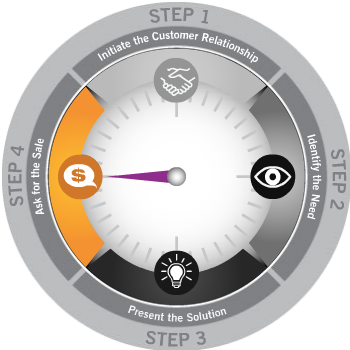 STEP 1
Initiate the Customer Relationship
STEP 2
Identify the Need
STEP 3
Present the Solution
STEP 4
Ask for the Sale
$